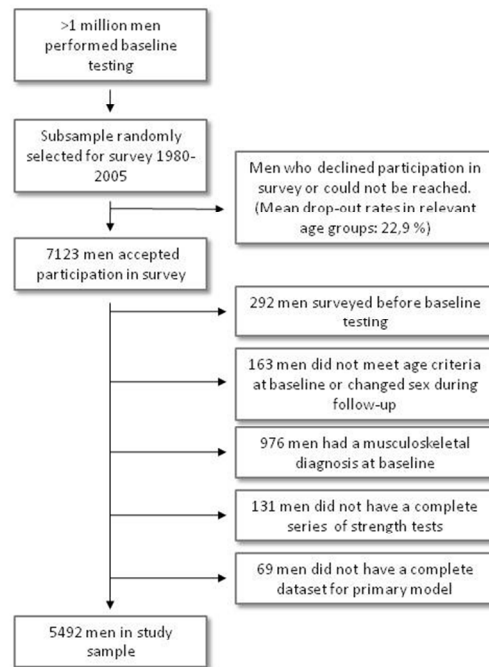 >1 million men
performed baseline
testing
Subsample randomly
selected for survey 1980-
2005
Men who declined participation in
survey or could not be reached.
(Mean drop-out rates in relevant
age groups: 22,9 %)
7123 men accepted
participation in survey
292 men surveyed before baseline
testing
163 men did not meet age criteria
at baseline or changed sex during
follow-up
976 men had a musculoskeletal
diagnosis at baseline
131 men did not have a complete
series of strength tests
69 men did not have a complete
dataset for primary model
5492 men in study
sample